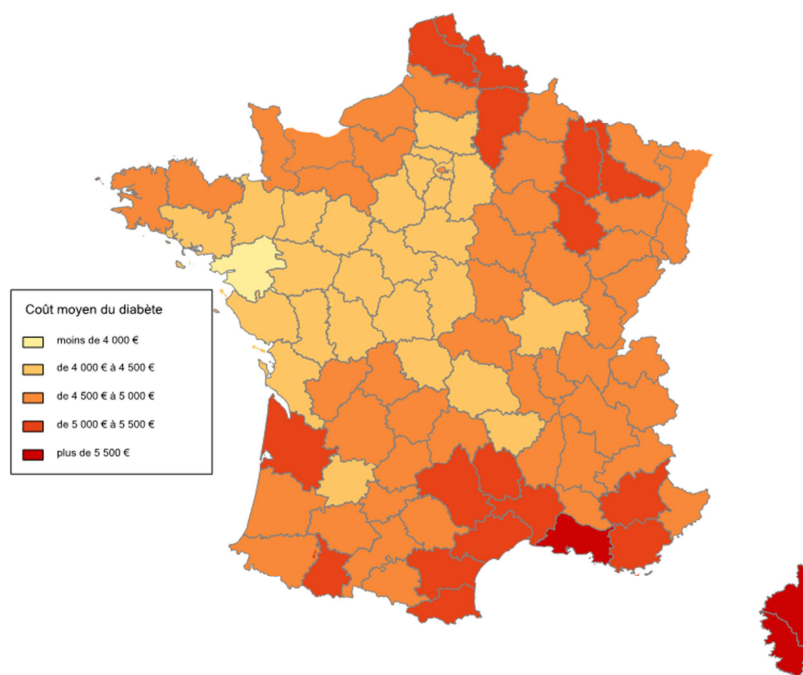 Coût moyen du diabète
moins de 4 000 €
de 4 000 € à 4 500 €
de 4 500 € à 5 000 €
de 5 000 € à 5 500 €
plus de 5 500 €